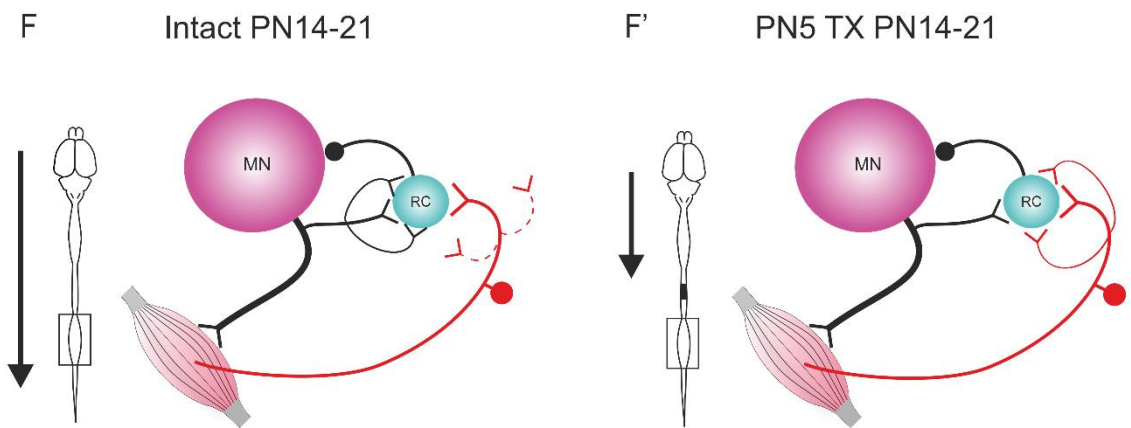 F Intact PN14-21
F' PN5 TX PN14-21
MN
RC
MN
RC